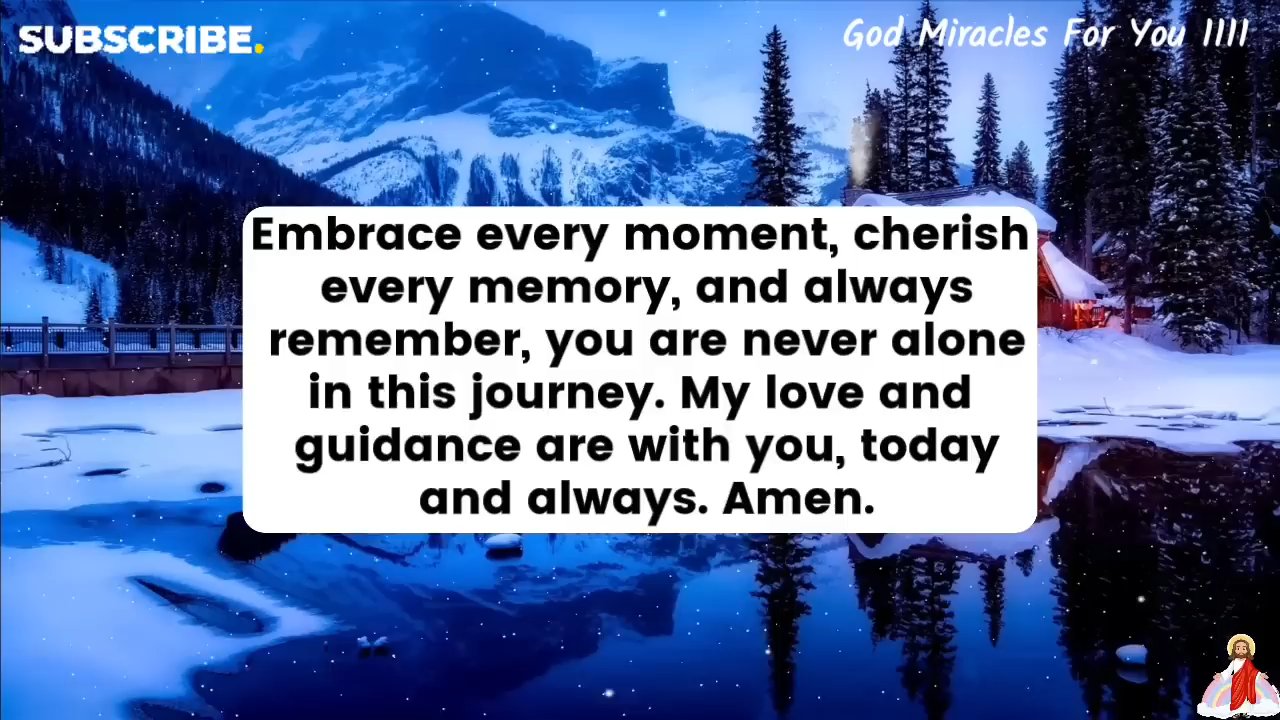 SUBSCRIBE.
God Miracles For You 1111
Embrace every moment, cherish
every memory, and always
remember, you are never alone
in this journey. My love and
guidance are with you, today
and always. Amen.